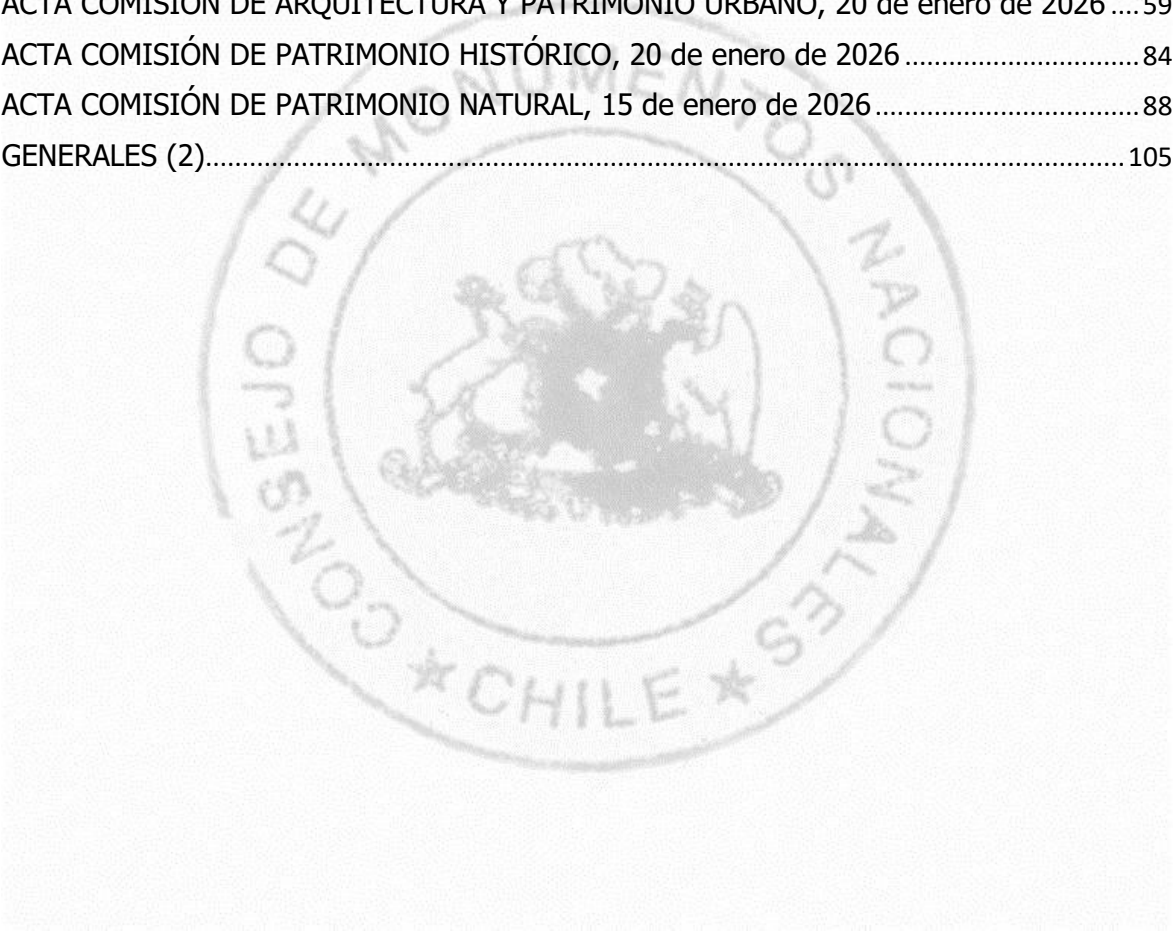 ACTA COMISIÓN DE ARQUITECTURA Y PATRIMONIO URBANO, 20 de enero de 2026....59
ACTA COMISIÓN DE PATRIMONIO HISTÓRICO, 20 de enero de 2026....84
ACTA COMISIÓN DE PATRIMONIO NATURAL, 15 de enero de 2026....88
GENERALES (2)....105
CONSEJO DE MONUMENTOS NACIONALES
★ CHILE ★